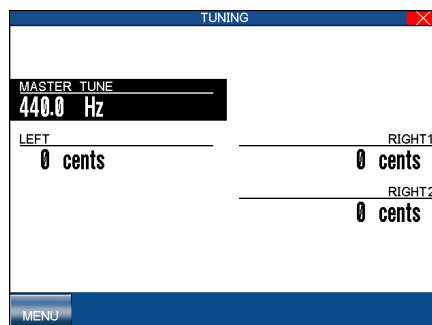 TUNING
MASTER TUNE
440.0 Hz
LEFT
0 cents
RIGHT1
0 cents
RIGHT2
0 cents
MENU